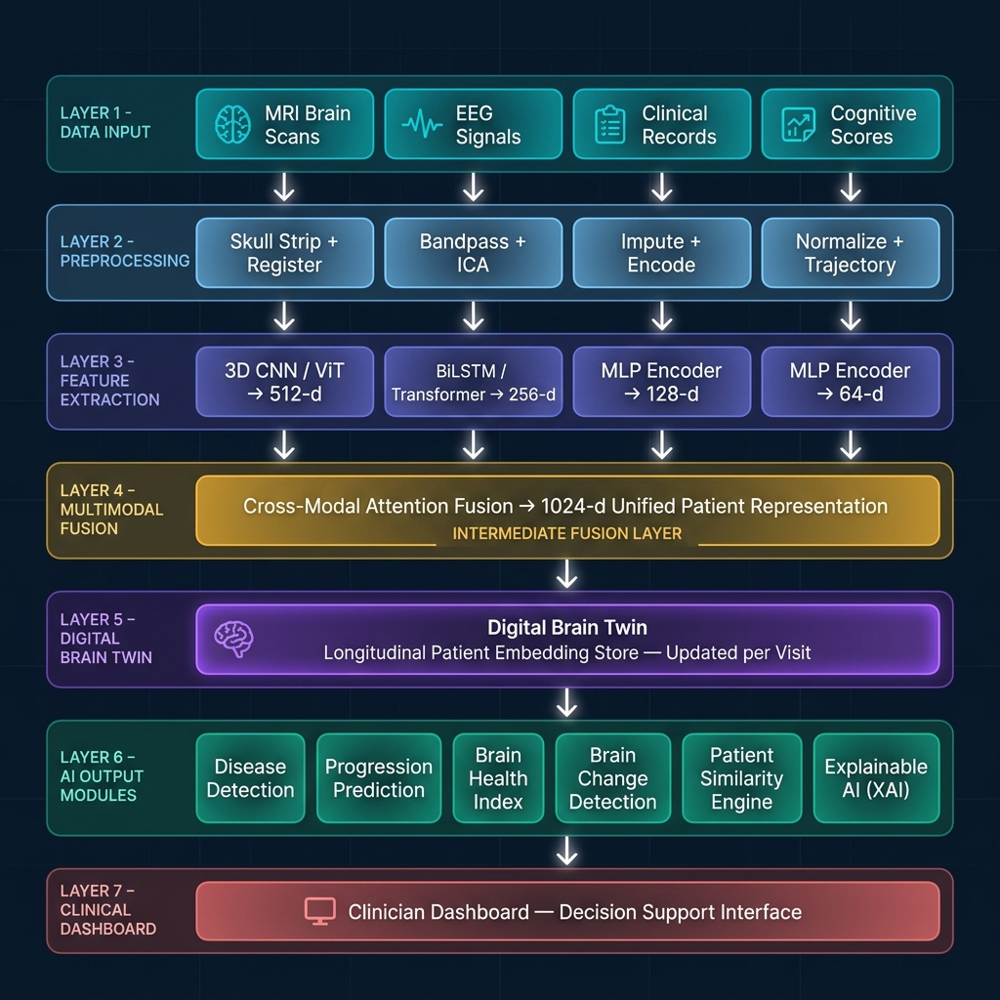 LAYER 1 -
DATA INPUT
MRI Brain
Scans
EEG
Signals
Clinical
Records
Cognitive
Scores
LAYER 2 -
PREPROCESSING
Skull Strip +
Register
Bandpass +
ICA
Impute +
Encode
Normalize +
Trajectory
LAYER 3 -
FEATURE
EXTRACTION
3D CNN / ViT
→ 512-d
BiLSTM /
Transformer → 256-d
MLP Encoder
→ 128-d
MLP Encoder
→ 64-d
LAYER 4 –
MULTIMODAL
FUSION
Cross-Modal Attention Fusion → 1024-d Unified Patient Representation
INTERMEDIATE FUSION LAYER
LAYER 5 –
DIGITAL
BRAIN TWIN
Digital Brain Twin
Longitudinal Patient Embedding Store — Updated per Visit
LAYER 6 –
AI OUTPUT
MODULES
Disease
Detection
Progression
Prediction
Brain
Health
Index
Brain
Change
Detection
Patient
Similarity
Engine
Explainable
AI (XAI)
LAYER 7 –
CLINICAL
DASHBOARD
Clinician Dashboard — Decision Support Interface